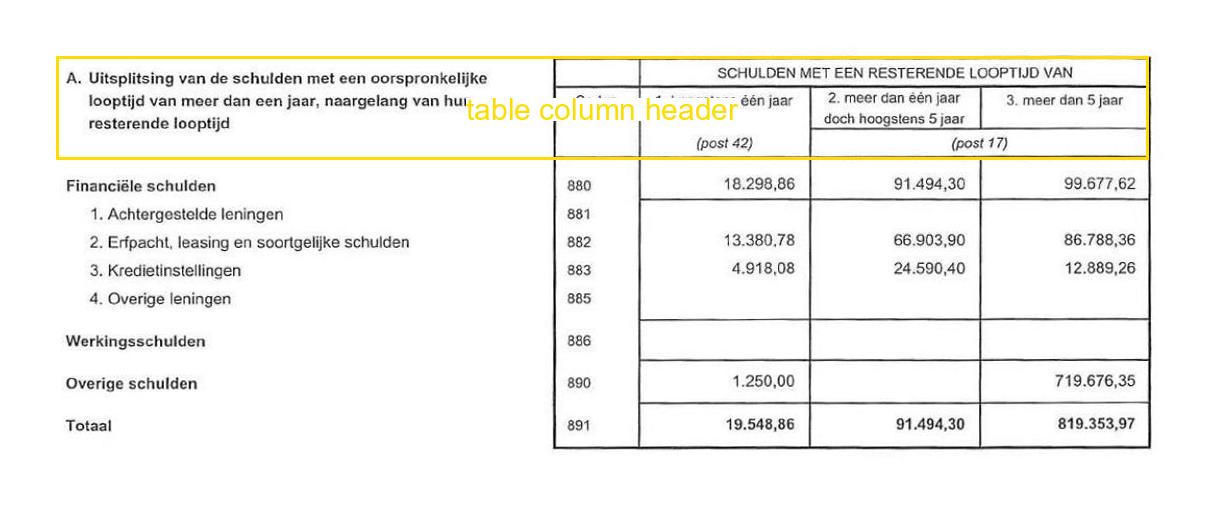 A. Uitsplitsing van de schulden met een oorspronkelijke
looptijd van meer dan een jaar, naargelang van hun
resterende looptijd
table column header
SCHULDEN MET EEN RESTERENDE LOOPTIJD VAN
één jaar
2. meer dan één jaar
doch hoogstens 5 jaar
3. meer dan 5 jaar
(post 42)
(post 17)
Financiële schulden 880 18.298,86 91.494,30 99.677,62
1. Achtergestelde leningen 881
2. Erfpacht, leasing en soortgelijke schulden 882 13.380,78 66.903,90 86.788,36
3. Kredietinstellingen 883 4.918,08 24.590,40 12.889,26
4. Overige leningen 885
Werkingsschulden 886
Overige schulden 890 1.250,00 719.676,35
Totaal 891 19.548,86 91.494,30 819.353,97